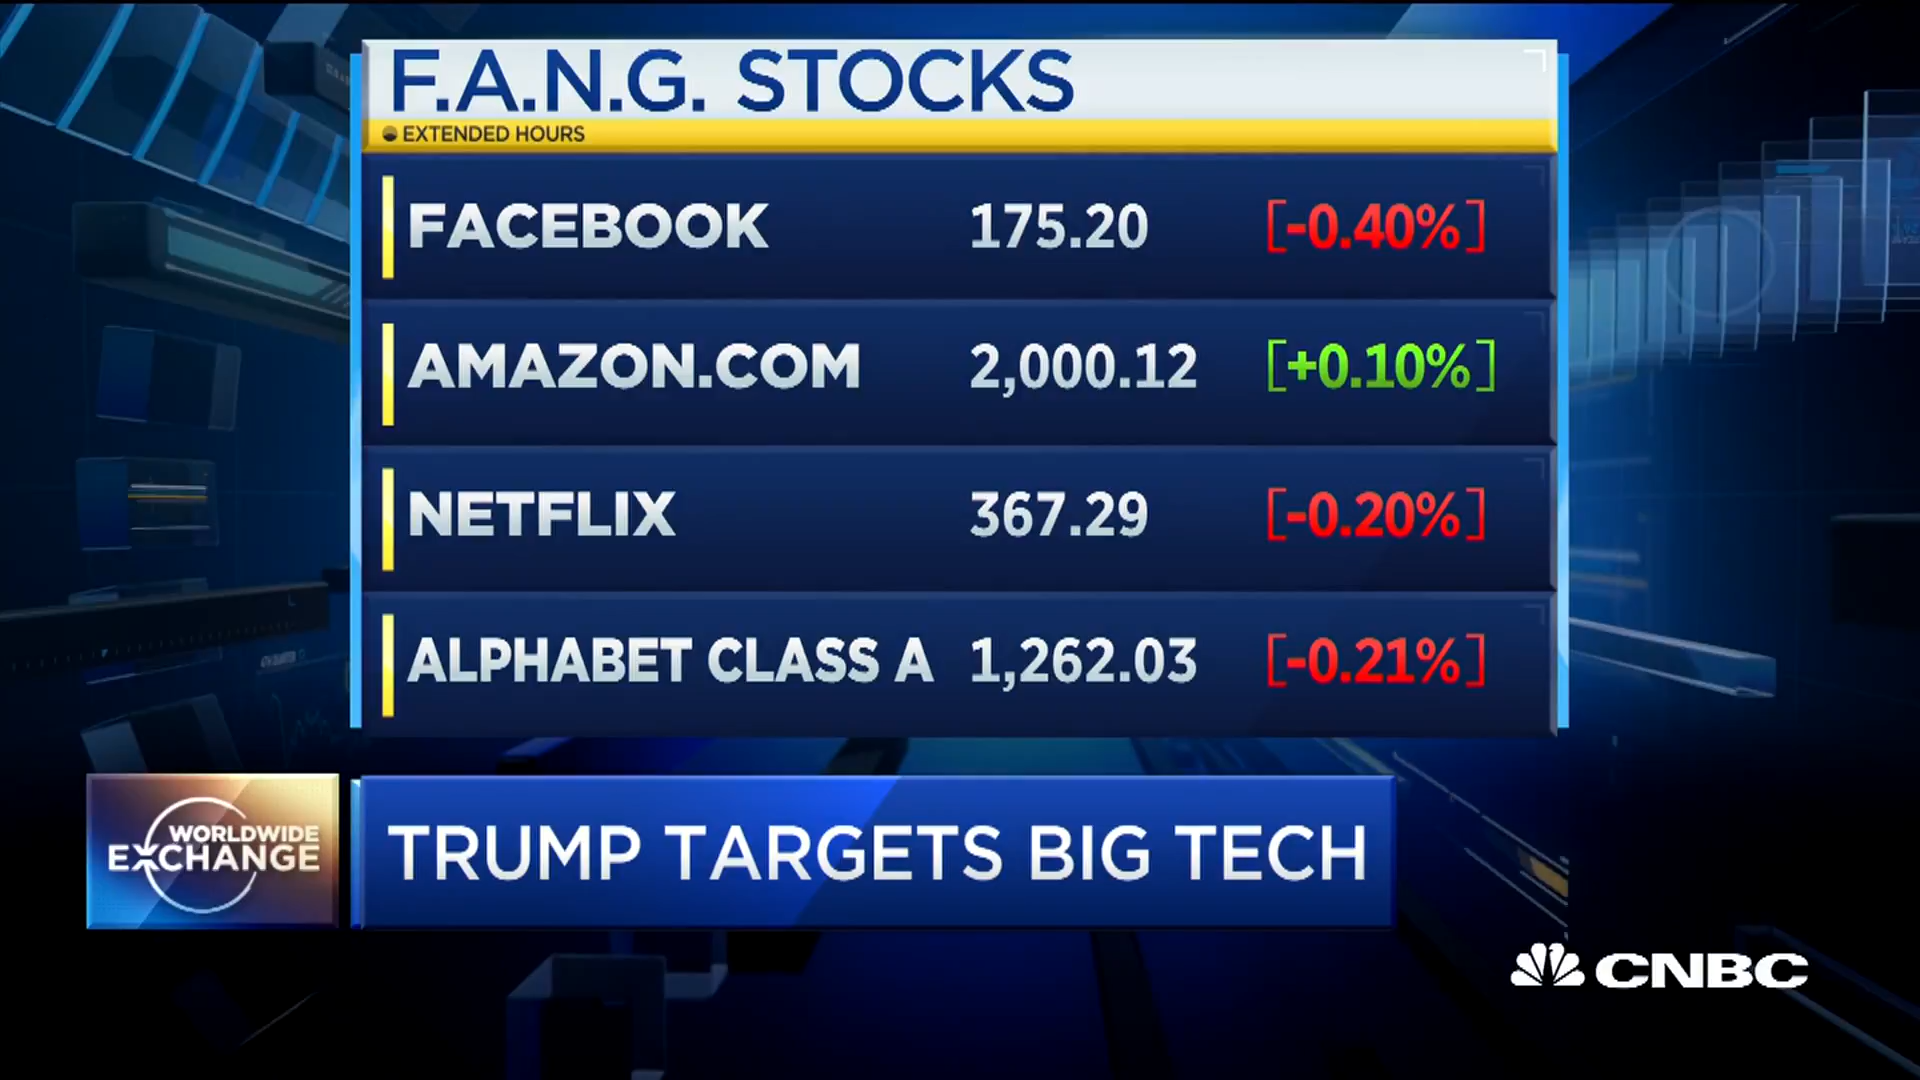 F.A.N.G. STOCKS
EXTENDED HOURS
FACEBOOK 175.20 [-0.40%]
AMAZON.COM 2,000.12 [+0.10%]
NETFLIX 367.29 [-0.20%]
ALPHABET CLASS A 1,262.03 [-0.21%]
WORLDWIDE
EXCHANGE
TRUMP TARGETS BIG TECH
CNBC